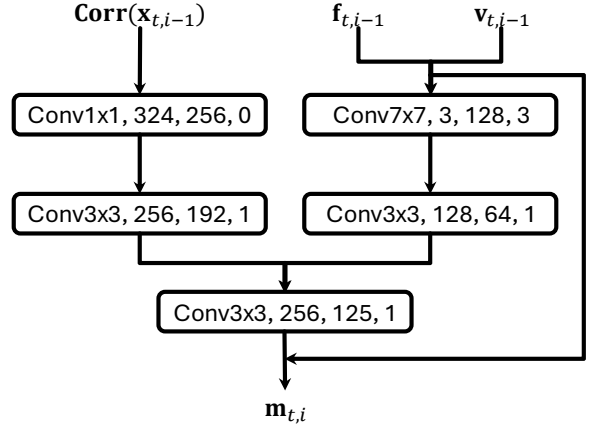 Corr(x_{t,i−1}) f_{t,i−1} v_{t,i−1}
Conv1x1, 324, 256, 0 Conv7x7, 3, 128, 3
Conv3x3, 256, 192, 1 Conv3x3, 128, 64, 1
Conv3x3, 256, 125, 1
m_{t,i}